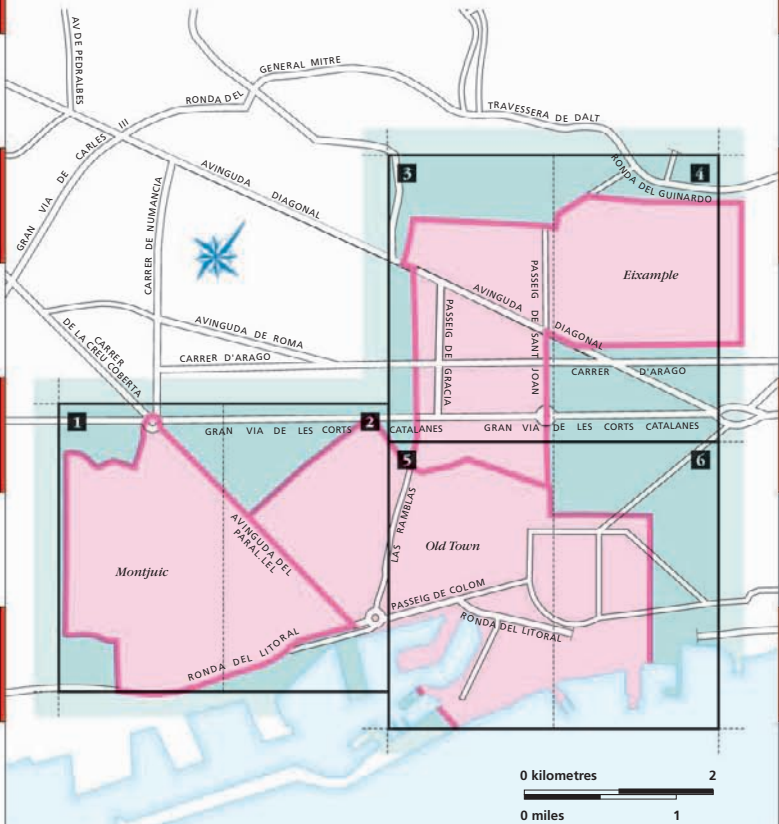 AV DE PEDRALBES
GENERAL MITRE
RONDA DEL
TRAVESSERA DE DALT
GRAN VIA DE CARLES III
AVINGUDA DIAGONAL
CARRER DE NUMANCIA
3
4
RONDA DEL GUINARDO
Eixample
PASSEIG DE SANT JOAN
AVINGUDA DIAGONAL
PASSEIG DE GRACIA
AVINGUDA DE ROMA
CARRER
DE LA CREU COBERTA
CARRER D'ARAGO
CARRER D'ARAGO
1
2
GRAN VIA DE LES CORTS CATALANES
GRAN VIA DE LES CORTS CATALANES
5
6
LAS RAMBLAS
Old Town
AVINGUDA DEL
PARAL.LEL
Montjuic
PASSEIG DE COLOM
RONDA DEL LITORAL
RONDA DEL LITORAL
0 kilometres 2
0 miles 1